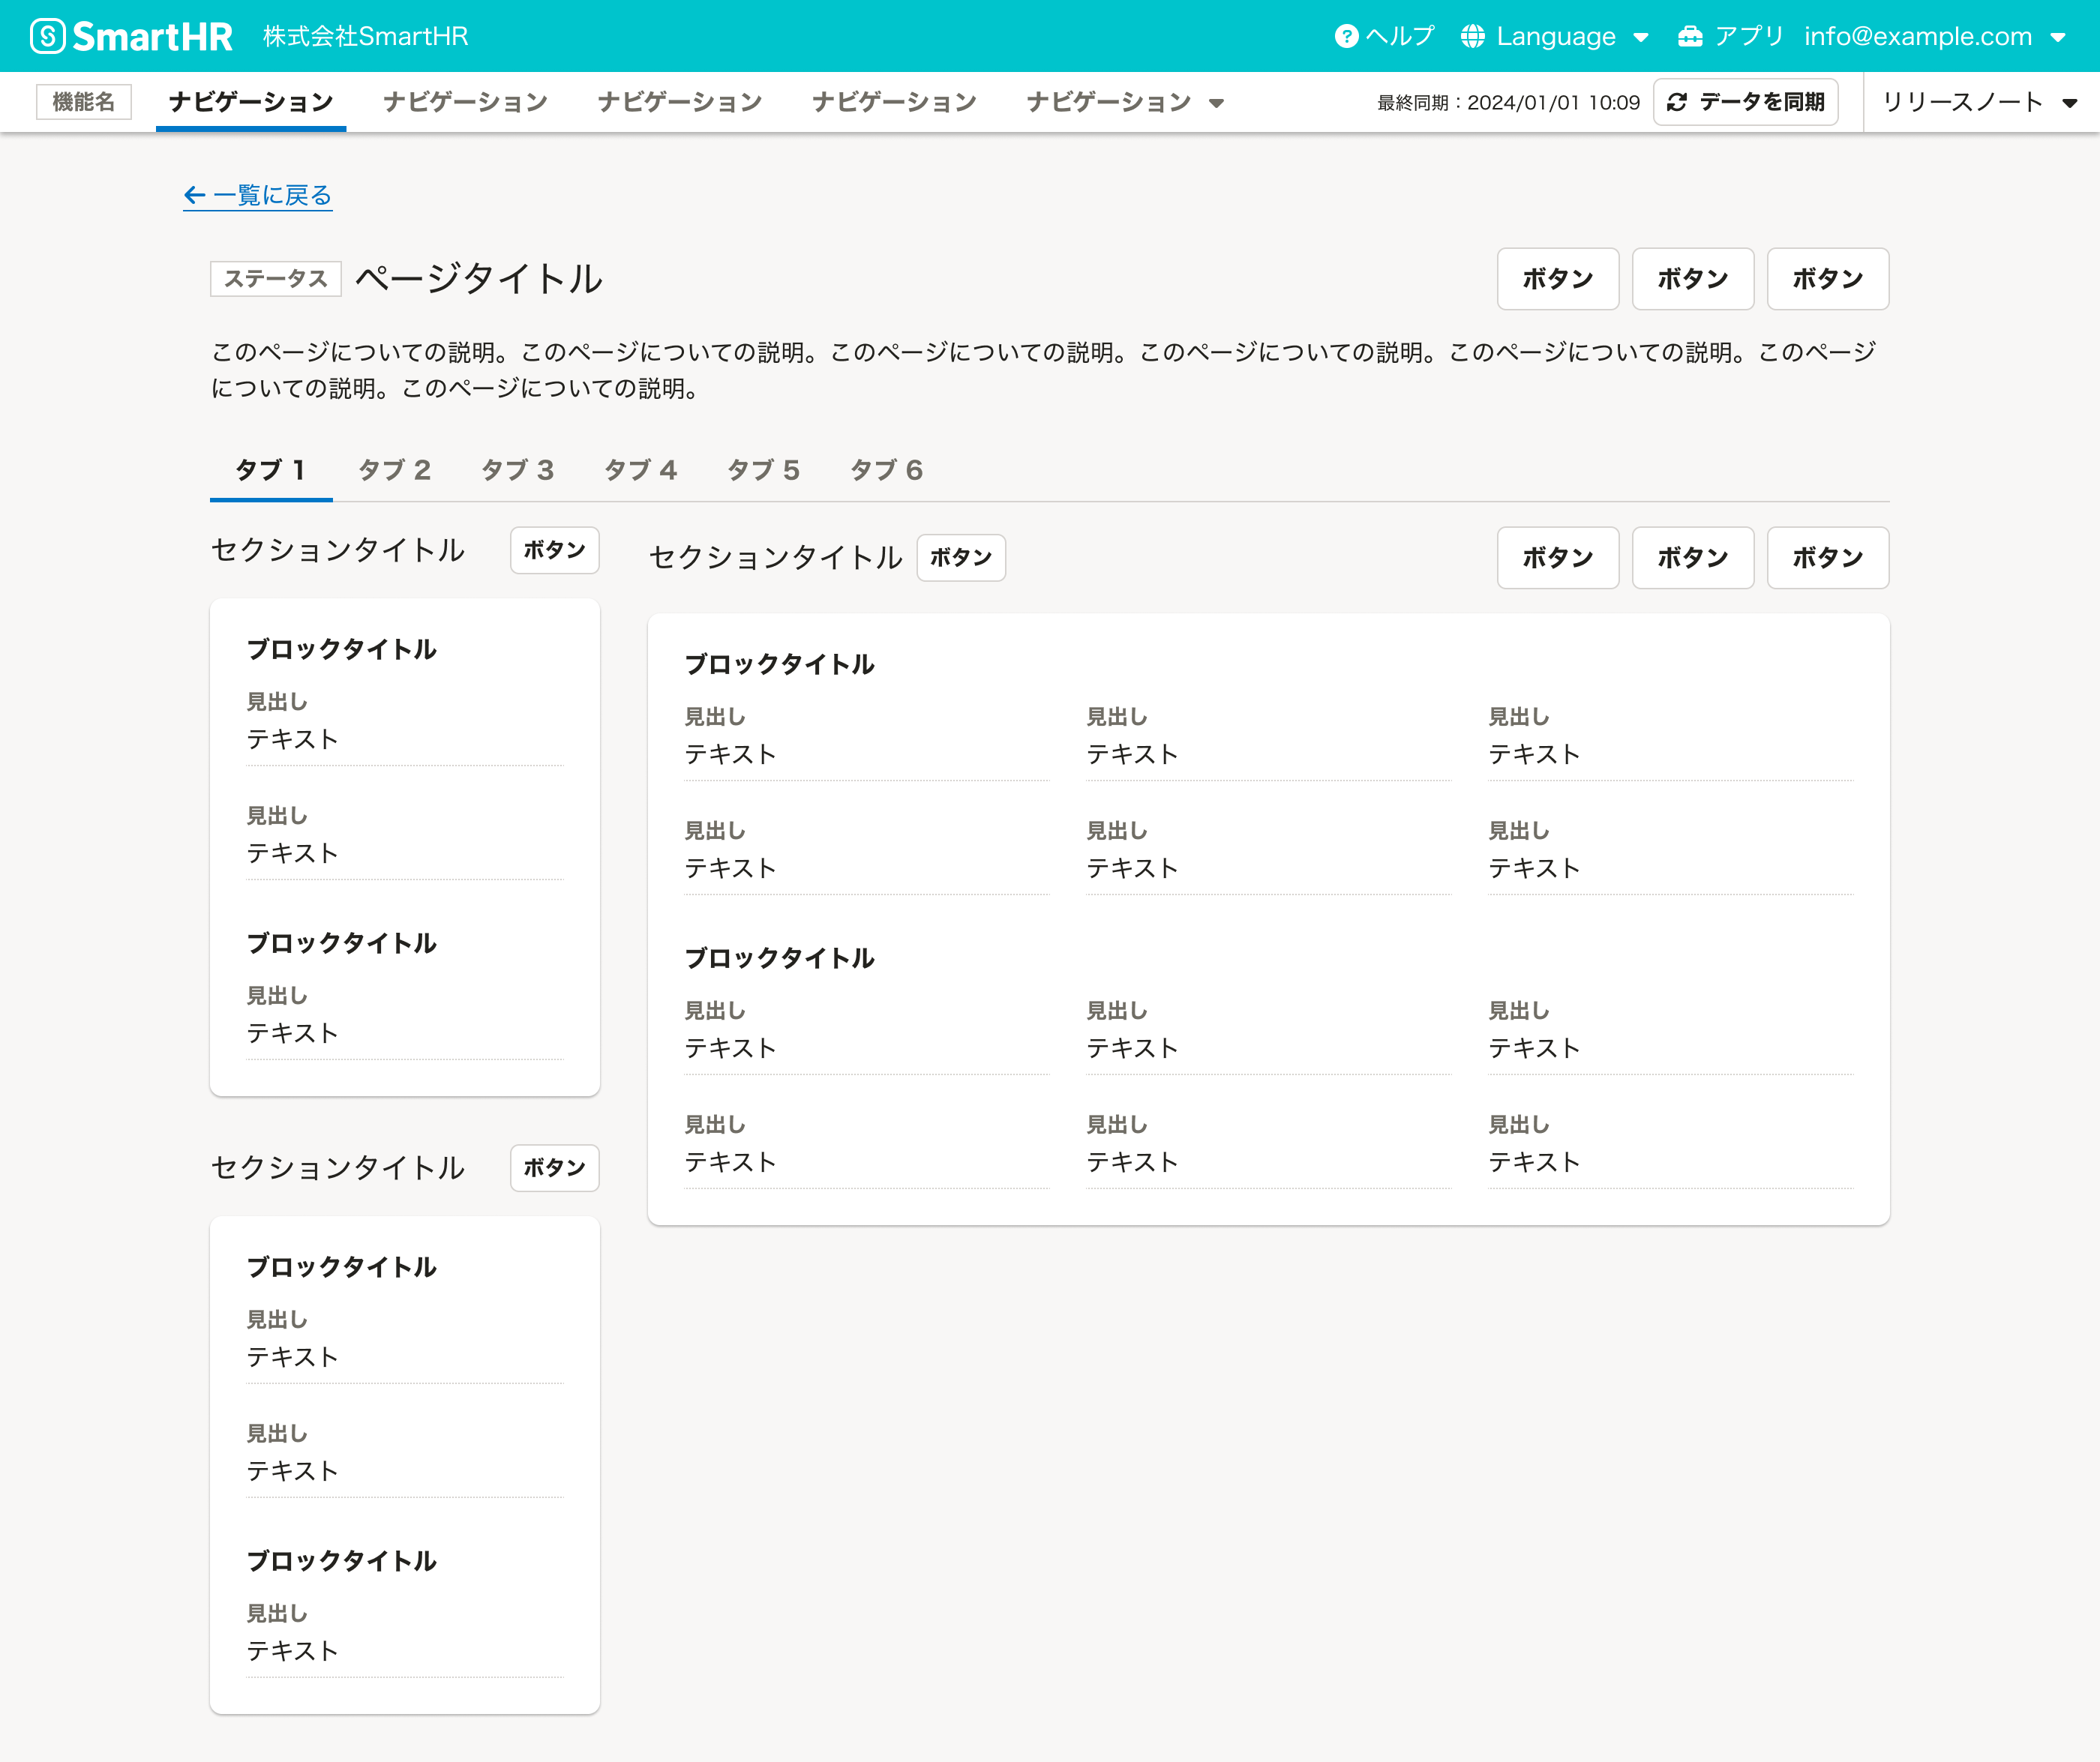 SmartHR 株式会社SmartHR ヘルプ Language アプリ info@example.com
機能名 ナビゲーション ナビゲーション ナビゲーション ナビゲーション ナビゲーション 最終同期：2024/01/01 10:09 データを同期 リリースノート
一覧に戻る
ステータス ページタイトル ボタン ボタン ボタン
このページについての説明。このページについての説明。このページについての説明。このページについての説明。このページについての説明。このページ
についての説明。このページについての説明。
タブ 1 タブ 2 タブ 3 タブ 4 タブ 5 タブ 6
セクションタイトル ボタン
ブロックタイトル
見出し
テキスト
見出し
テキスト
ブロックタイトル
見出し
テキスト
セクションタイトル ボタン
ブロックタイトル
見出し
テキスト
見出し
テキスト
ブロックタイトル
見出し
テキスト
セクションタイトル ボタン ボタン ボタン ボタン
ブロックタイトル
見出し 見出し 見出し
テキスト テキスト テキスト
見出し 見出し 見出し
テキスト テキスト テキスト
ブロックタイトル
見出し 見出し 見出し
テキスト テキスト テキスト
見出し 見出し 見出し
テキスト テキスト テキスト